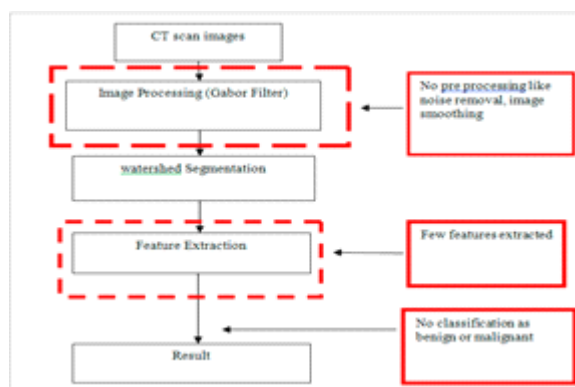 CT scan images
Image Processing (Gabor Filter)
No pre processing like
noise removal, image
smoothing
watershed Segmentation
Feature Extraction
Few features extracted
No classification as
benign or malignant
Result